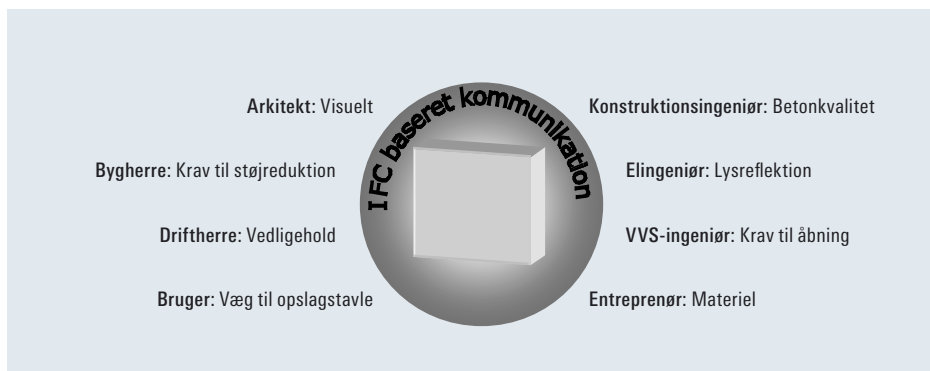 IFC baseret kommunikation
Arkitekt: Visuelt
Bygherre: Krav til støjreduktion
Driftherre: Vedligehold
Bruger: Væg til opslagstavle
Konstruktionsingeniør: Betonkvalitet
Elingeniør: Lysreflektion
VVS-ingeniør: Krav til åbning
Entreprenør: Materiel